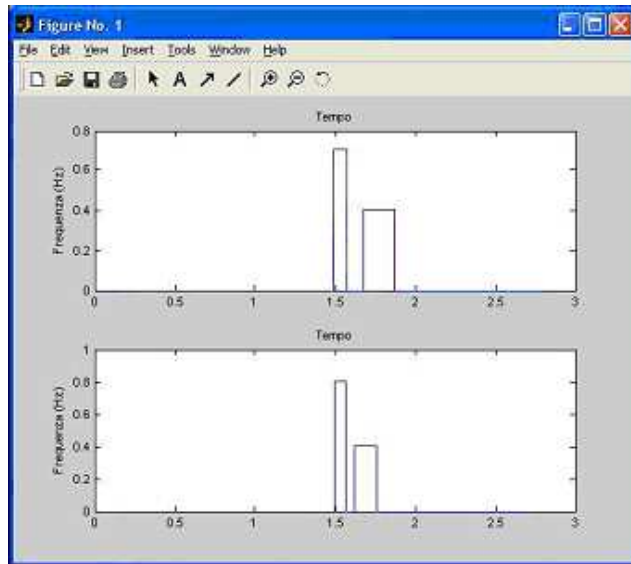 Figure No. 1
File Edit View Insert Tools Window Help
A
Tempo
Frequenza (Hz)
0.8
0.6
0.4
0.2
0
0 0.5 1 1.5 2 2.5 3
Tempo
Frequenza (Hz)
1
0.8
0.6
0.4
0.2
0
0 0.5 1 1.5 2 2.5 3